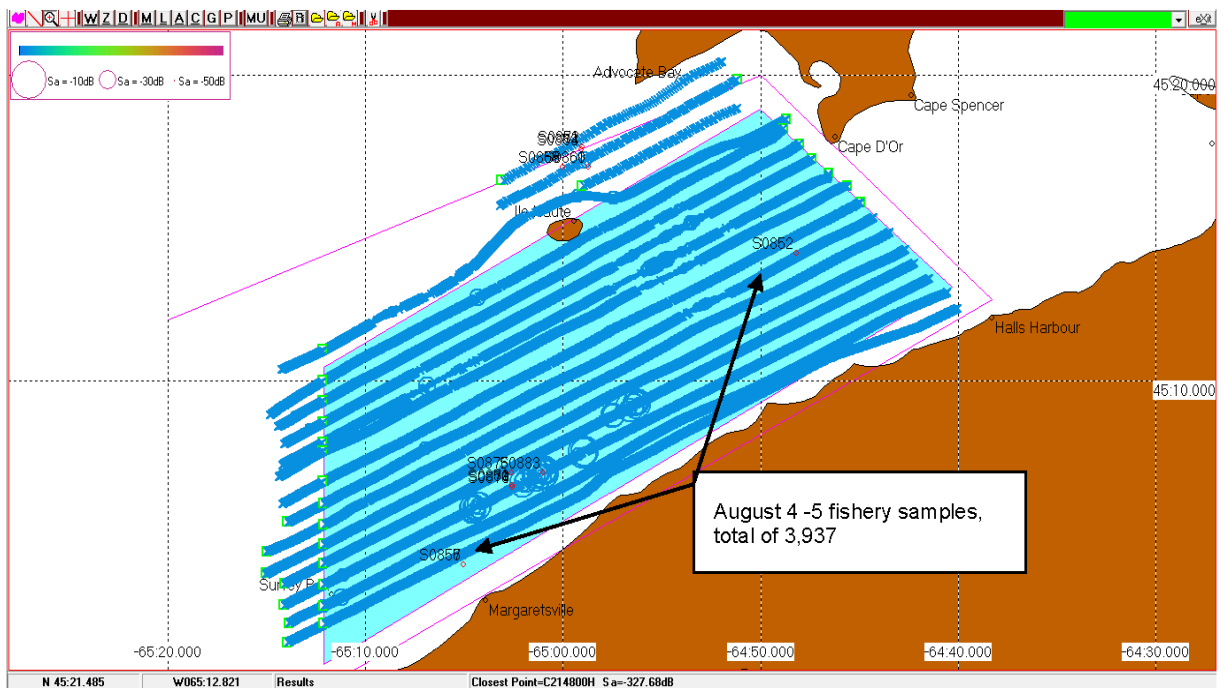 W Z D M L A C G P MU
eXit
Sa = -10dB Sa = -30dB Sa = -50dB
Advocate Bay
45:20.000
Cape Spencer
Cape D'Or
Ile Haute
S0852
Halls Harbour
45:10.000
S0883
August 4 -5 fishery samples,
total of 3,937
Margaretsville
-65:20.000 -65:10.000 -65:00.000 -64:50.000 -64:40.000 -64:30.000
N 45:21.485 W065:12.821 Results Closest Point=C214800H Sa=-327.68dB